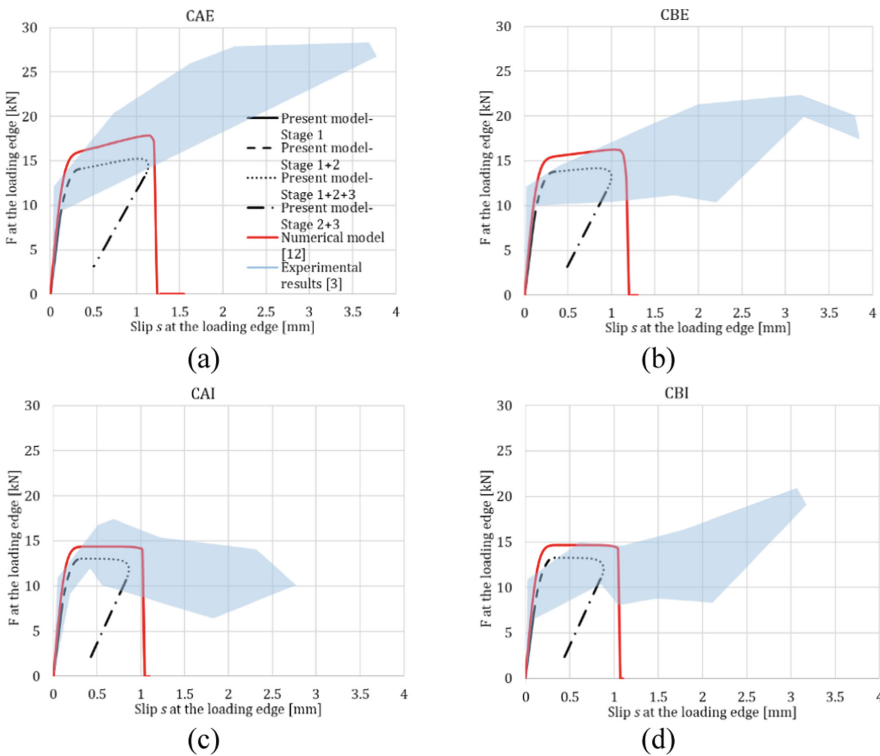 CAE
F at the loading edge [kN]
30
25
20
15
10
5
0
Present model-
Stage 1
Present model-
Stage 1+2
Present model-
Stage 1+2+3
Present model-
Stage 2+3
Numerical model
[12]
Experimental
results [3]
0 0.5 1 1.5 2 2.5 3 3.5 4
Slip s at the loading edge [mm]
(a)
CBE
F at the loading edge [kN]
30
25
20
15
10
5
0
0 0.5 1 1.5 2 2.5 3 3.5 4
Slip s at the loading edge [mm]
(b)
CAI
F at the loading edge [kN]
30
25
20
15
10
5
0
0 0.5 1 1.5 2 2.5 3 3.5 4
Slip s at the loading edge [mm]
(c)
CBI
F at the loading edge [kN]
30
25
20
15
10
5
0
0 0.5 1 1.5 2 2.5 3 3.5 4
Slip s at the loading edge [mm]
(d)